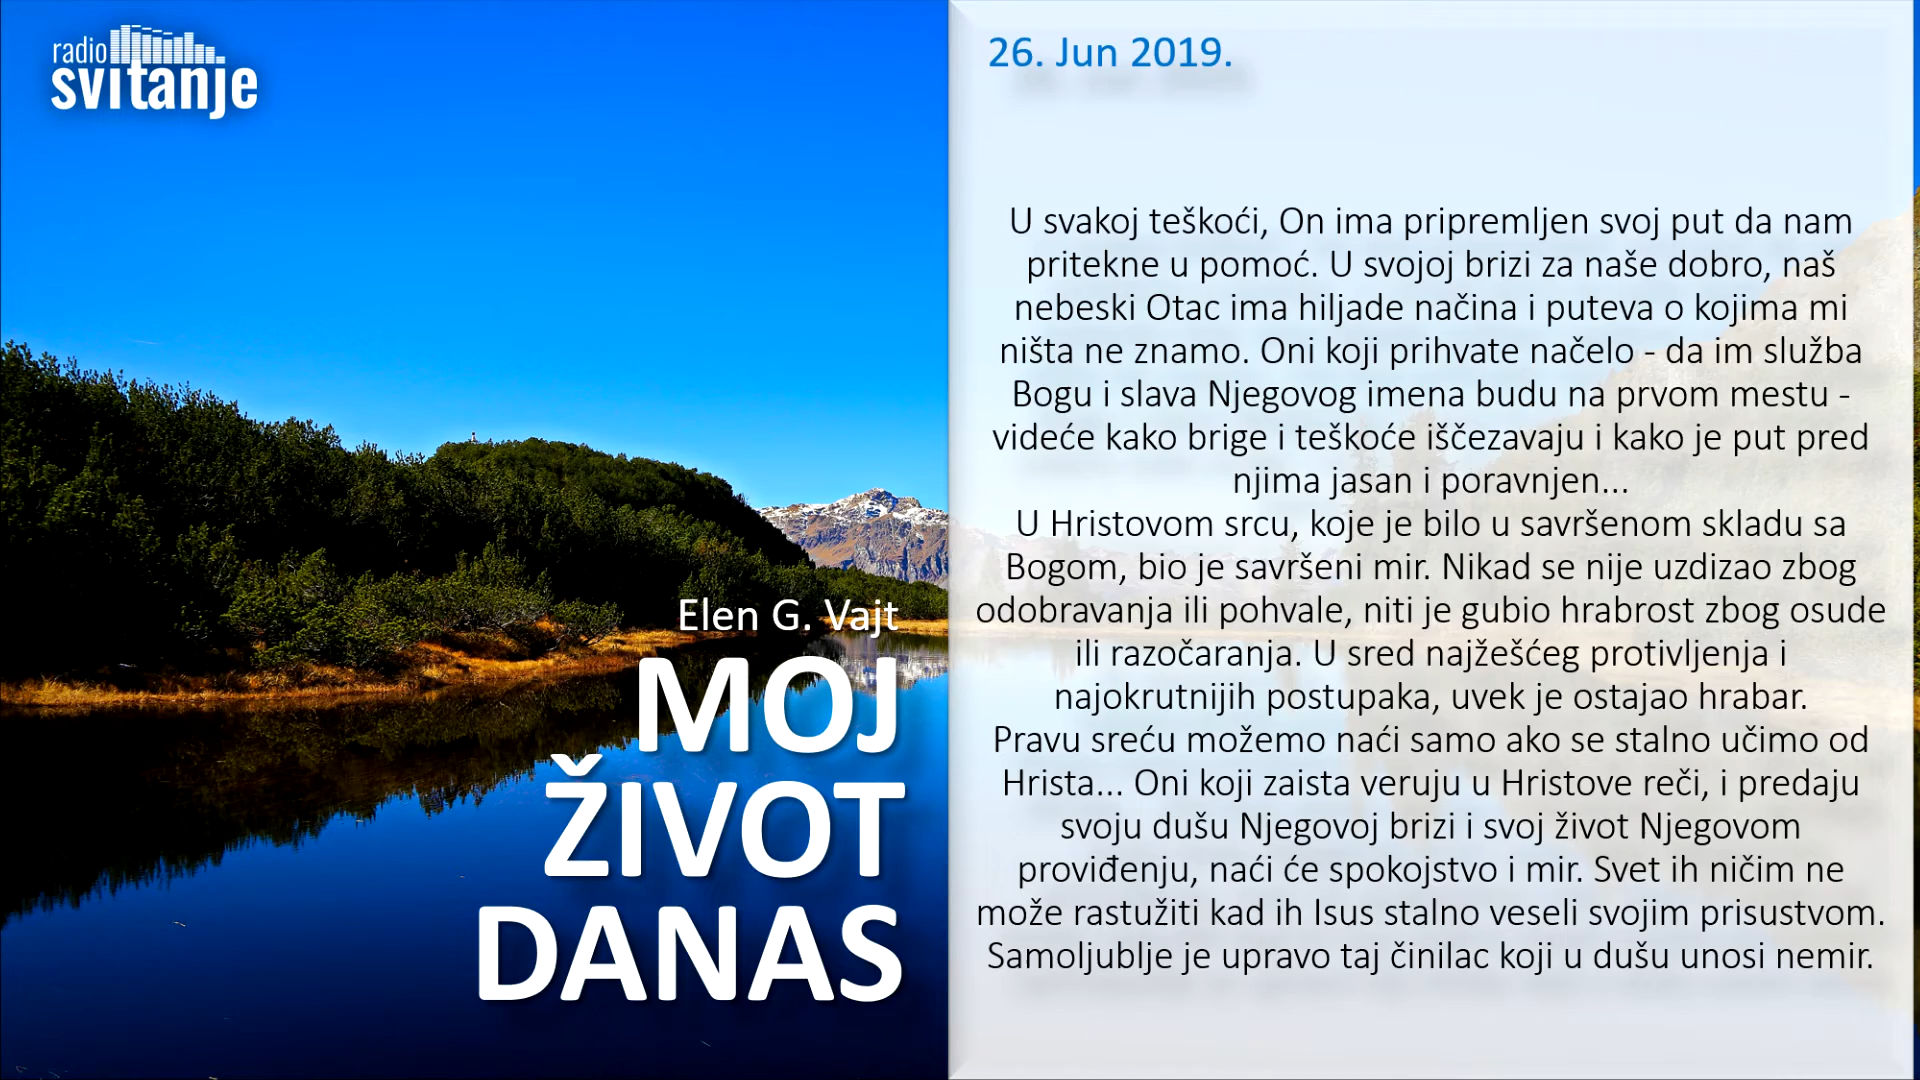 radio
svitanje
Elen G. Vajt
MOJ
ŽIVOT
DANAS
26. Jun 2019.
U svakoj teškoći, On ima pripremljen svoj put da nam
pritekne u pomoć. U svojoj brizi za naše dobro, naš
nebeski Otac ima hiljade načina i puteva o kojima mi
ništa ne znamo. Oni koji prihvate načelo - da im služba
Bogu i slava Njegovog imena budu na prvom mestu -
videće kako brige i teškoće iščezavaju i kako je put pred
njima jasan i poravnjen...
U Hristovom srcu, koje je bilo u savršenom skladu sa
Bogom, bio je savršeni mir. Nikad se nije uzdizao zbog
odobravanja ili pohvale, niti je gubio hrabrost zbog osude
ili razočaranja. U sred najžešćeg protivljenja i
najokrutnijih postupaka, uvek je ostajao hrabar.
Pravu sreću možemo naći samo ako se stalno učimo od
Hrista... Oni koji zaista veruju u Hristove reči, i predaju
svoju dušu Njegovoj brizi i svoj život Njegovom
proviđenju, naći će spokojstvo i mir. Svet ih ničim ne
može rastužiti kad ih Isus stalno veseli svojim prisustvom.
Samoljublje je upravo taj činilac koji u dušu unosi nemir.